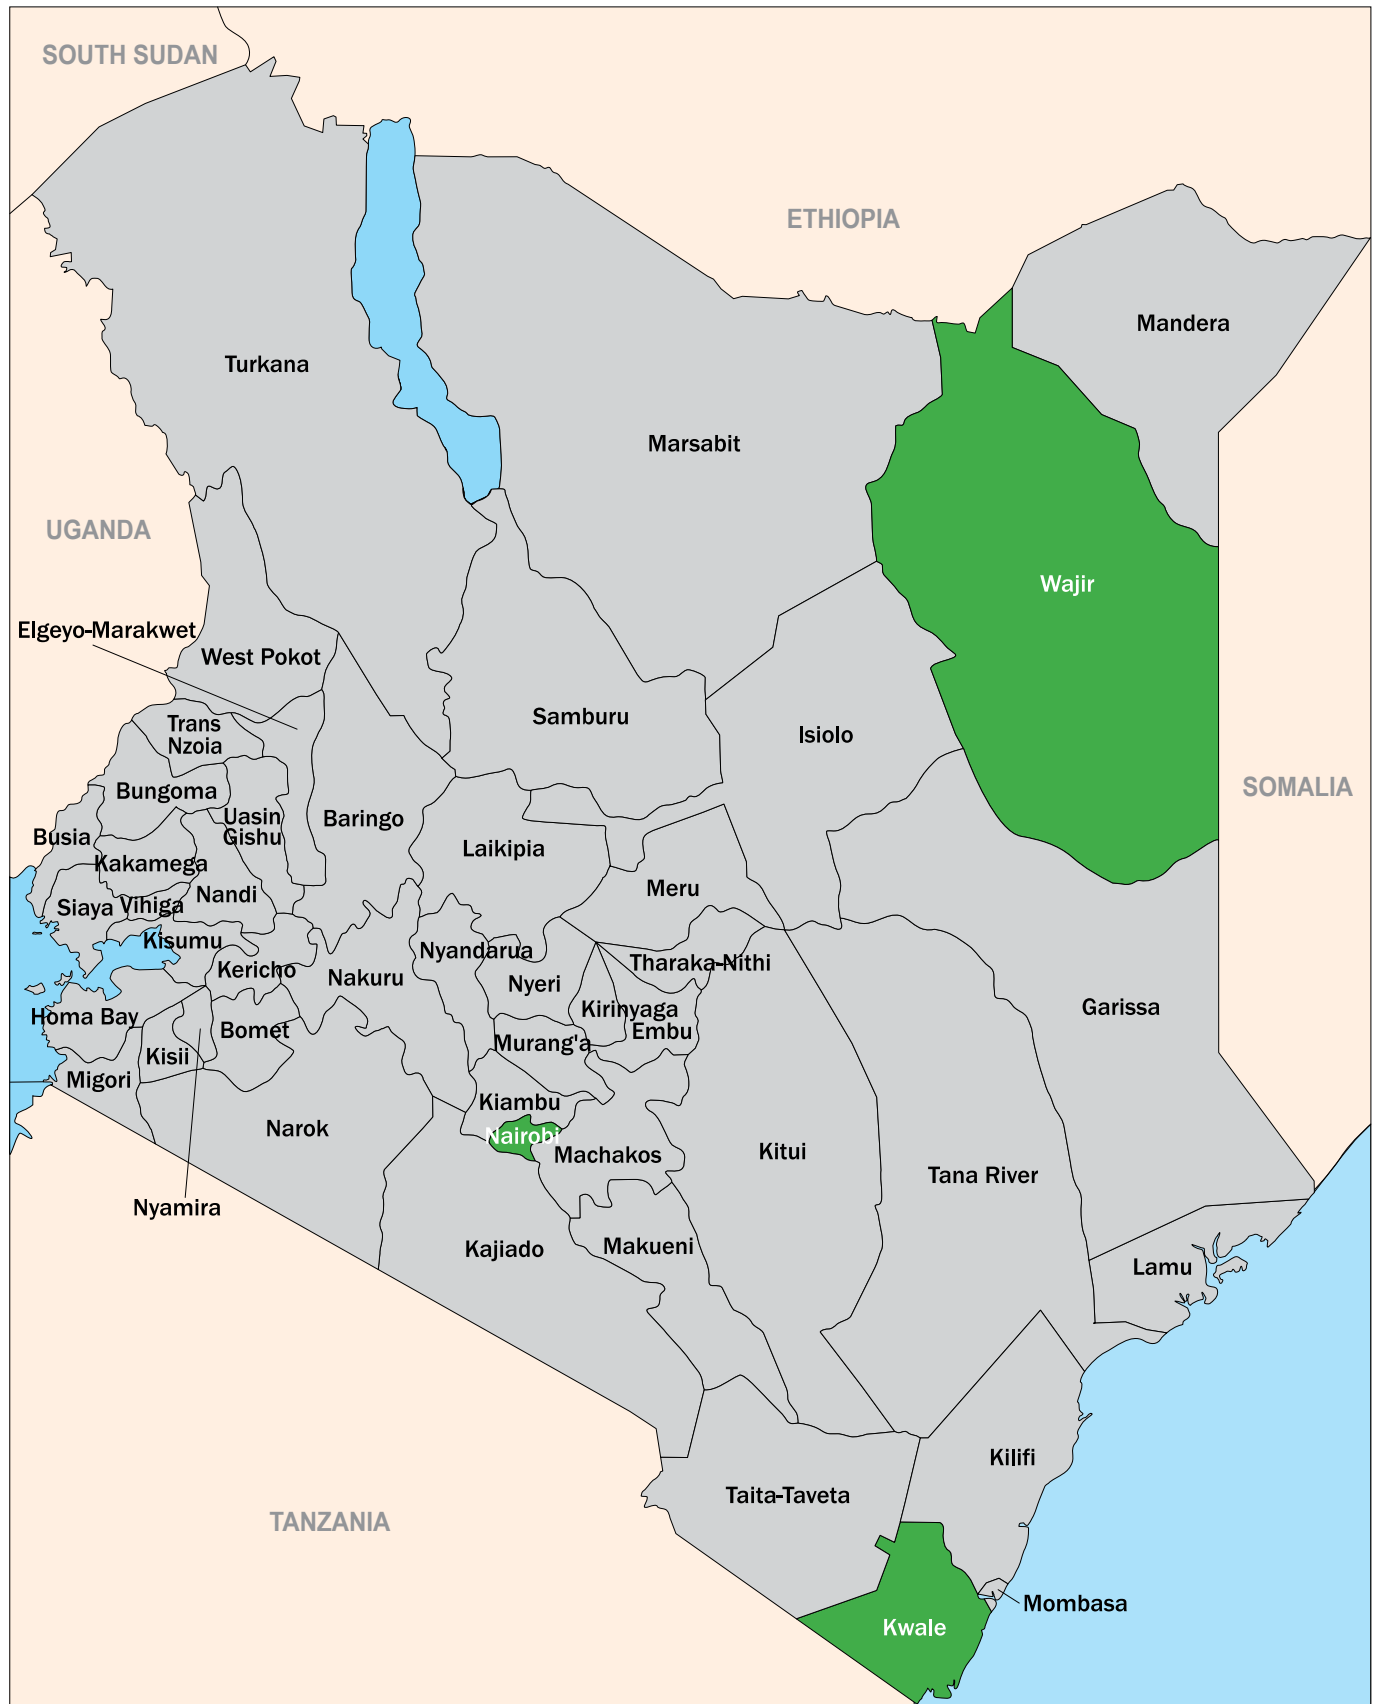 SOUTH SUDAN
ETHIOPIA
Mandera
Turkana
Marsabit
UGANDA
Wajir
Elgeyo-Marakwet
West Pokot
Samburu
Trans
Nzoia
Isiolo
SOMALIA
Bungoma
Uasin
Gishu
Baringo
Busia
Laikipia
Kakamega
Meru
Nandi
Siaya
Vihiga
Kisumu
Nyandarua
Tharaka-Nithi
Kericho
Nakuru
Nyeri
Garissa
Kirinyaga
Homa Bay
Bomet
Embu
Murang'a
Kisii
Migori
Kiambu
Narok
Nairobi
Machakos
Kitui
Tana River
Nyamira
Kajiado
Makueni
Lamu
Kilifi
Taita-Taveta
TANZANIA
Mombasa
Kwale